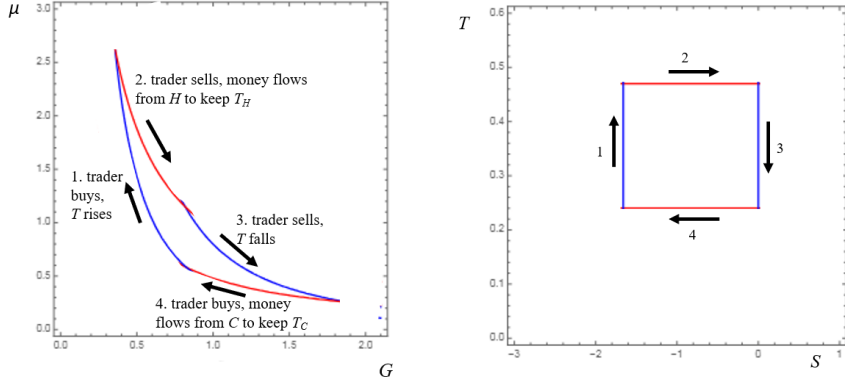 μ
3.0
2.5
2.0
1.5
1.0
0.5
0.0
0.0
0.5
1.0
1.5
2.0
G
2. trader sells, money flows
from H to keep T_H
1. trader
buys,
T rises
3. trader sells,
T falls
4. trader buys, money
flows from C to keep T_C
T
0.6
0.5
0.4
0.3
0.2
0.1
0.0
-3
-2
-1
0
1
S
2
1
3
4